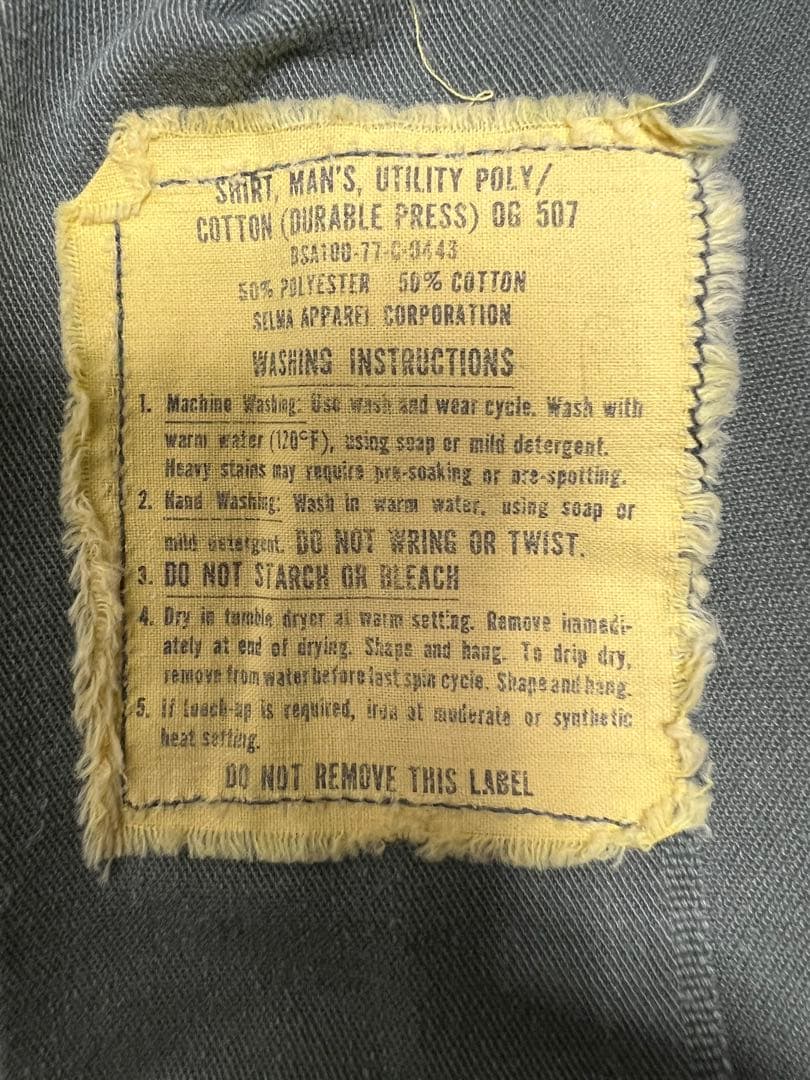 SHIRT, MAN'S, UTILITY POLY/
COTTON (DURABLE PRESS) OG 507
DSA100-77-C-0443
50% POLYESTER 50% COTTON
SELMA APPAREL CORPORATION
WASHING INSTRUCTIONS
1. Machine Washing: Use wash and wear cycle. Wash with
warm water (120°F), using soap or mild detergent.
Heavy stains may require pre-soaking or pre-spotting.
2. Hand Washing: Wash in warm water, using soap or
mild detergent. DO NOT WRING OR TWIST.
3. DO NOT STARCH OR BLEACH
4. Dry in tumble dryer at warm setting. Remove immedi-
ately at end of drying. Shape and hang. To drip dry,
remove from water before last spin cycle. Shape and hang.
5. If touch-up is required, iron at moderate or synthetic
heat setting.
DO NOT REMOVE THIS LABEL